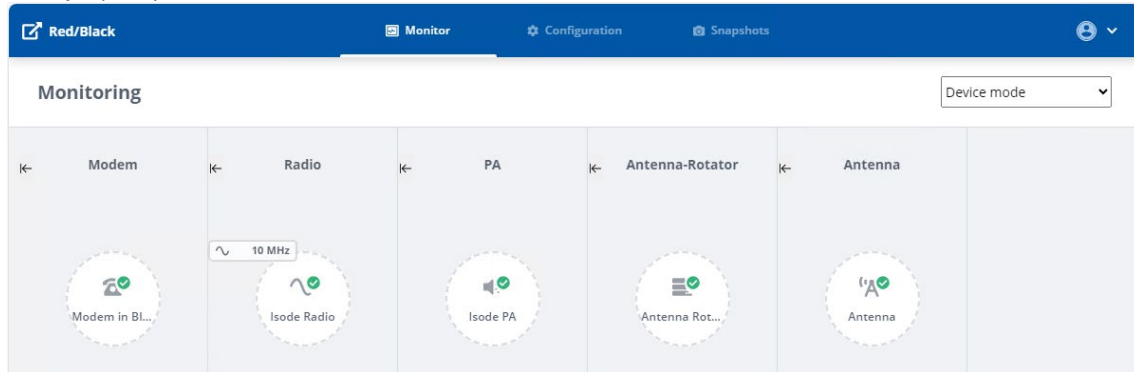 Red/Black Monitor Configuration Snapshots
Monitoring Device mode
Modem Radio PA Antenna-Rotator Antenna
10 MHz
Modem in Bl... Isode Radio Isode PA Antenna Rot... Antenna